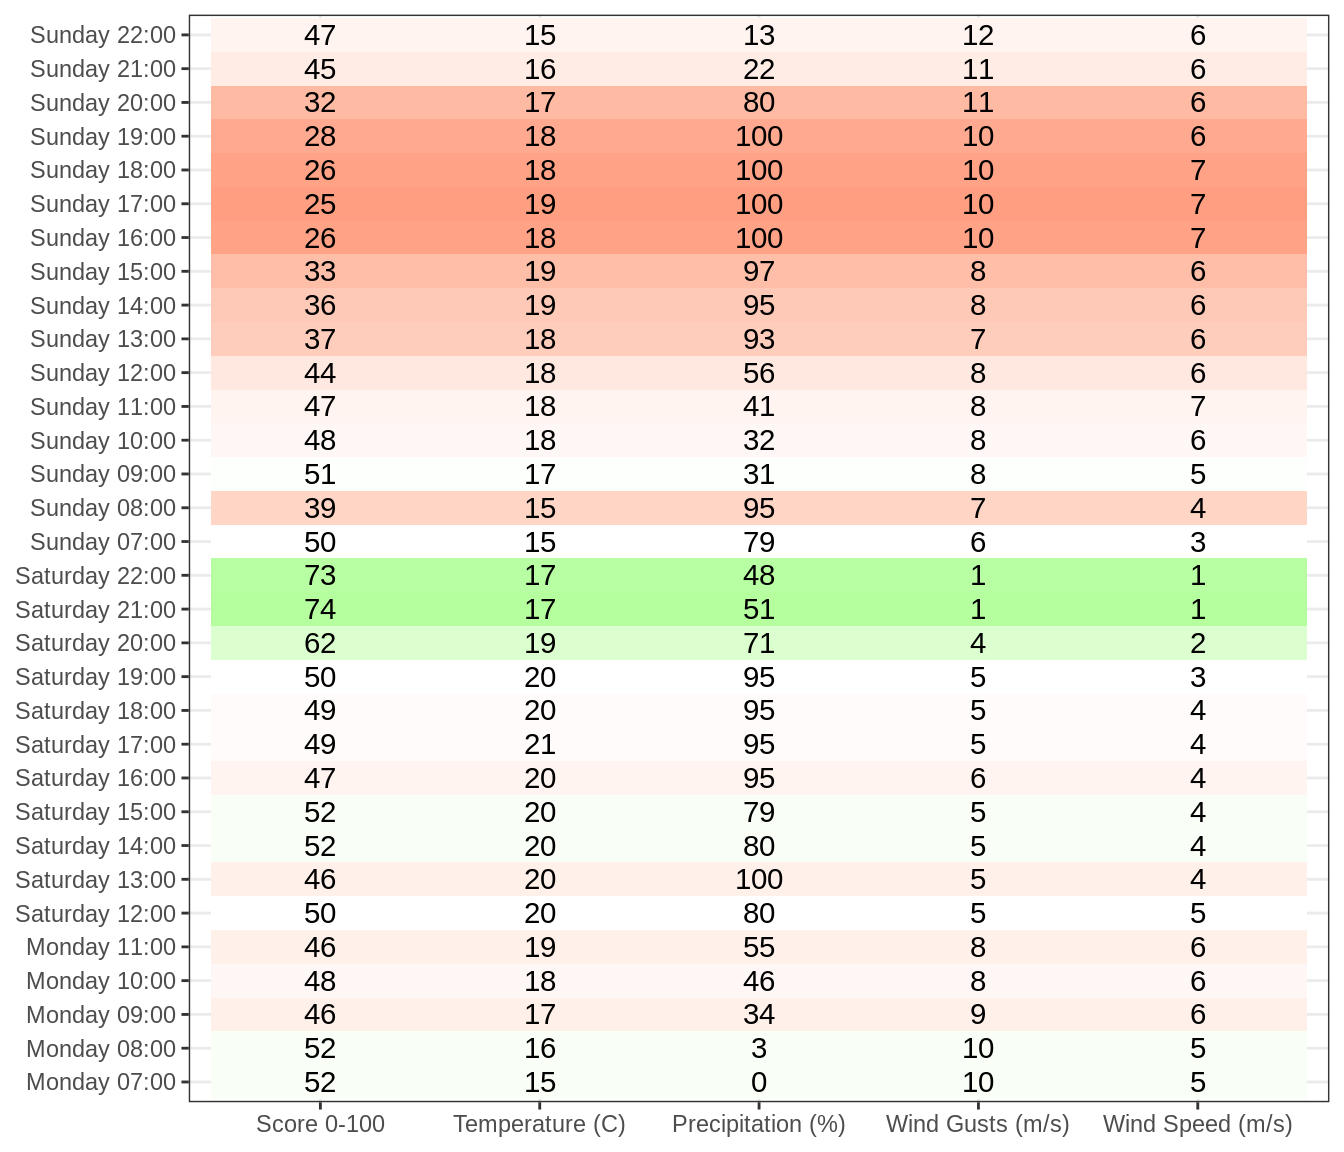 Sunday 22:00 47 15 13 12 6
Sunday 21:00 45 16 22 11 6
Sunday 20:00 32 17 80 11 6
Sunday 19:00 28 18 100 10 6
Sunday 18:00 26 18 100 10 7
Sunday 17:00 25 19 100 10 7
Sunday 16:00 26 18 100 10 7
Sunday 15:00 33 19 97 8 6
Sunday 14:00 36 19 95 8 6
Sunday 13:00 37 18 93 7 6
Sunday 12:00 44 18 56 8 6
Sunday 11:00 47 18 41 8 7
Sunday 10:00 48 18 32 8 6
Sunday 09:00 51 17 31 8 5
Sunday 08:00 39 15 95 7 4
Sunday 07:00 50 15 79 6 3
Saturday 22:00 73 17 48 1 1
Saturday 21:00 74 17 51 1 1
Saturday 20:00 62 19 71 4 2
Saturday 19:00 50 20 95 5 3
Saturday 18:00 49 20 95 5 4
Saturday 17:00 49 21 95 5 4
Saturday 16:00 47 20 95 6 4
Saturday 15:00 52 20 79 5 4
Saturday 14:00 52 20 80 5 4
Saturday 13:00 46 20 100 5 4
Saturday 12:00 50 20 80 5 5
Monday 11:00 46 19 55 8 6
Monday 10:00 48 18 46 8 6
Monday 09:00 46 17 34 9 6
Monday 08:00 52 16 3 10 5
Monday 07:00 52 15 0 10 5
Score 0-100 Temperature (C) Precipitation (%) Wind Gusts (m/s) Wind Speed (m/s)